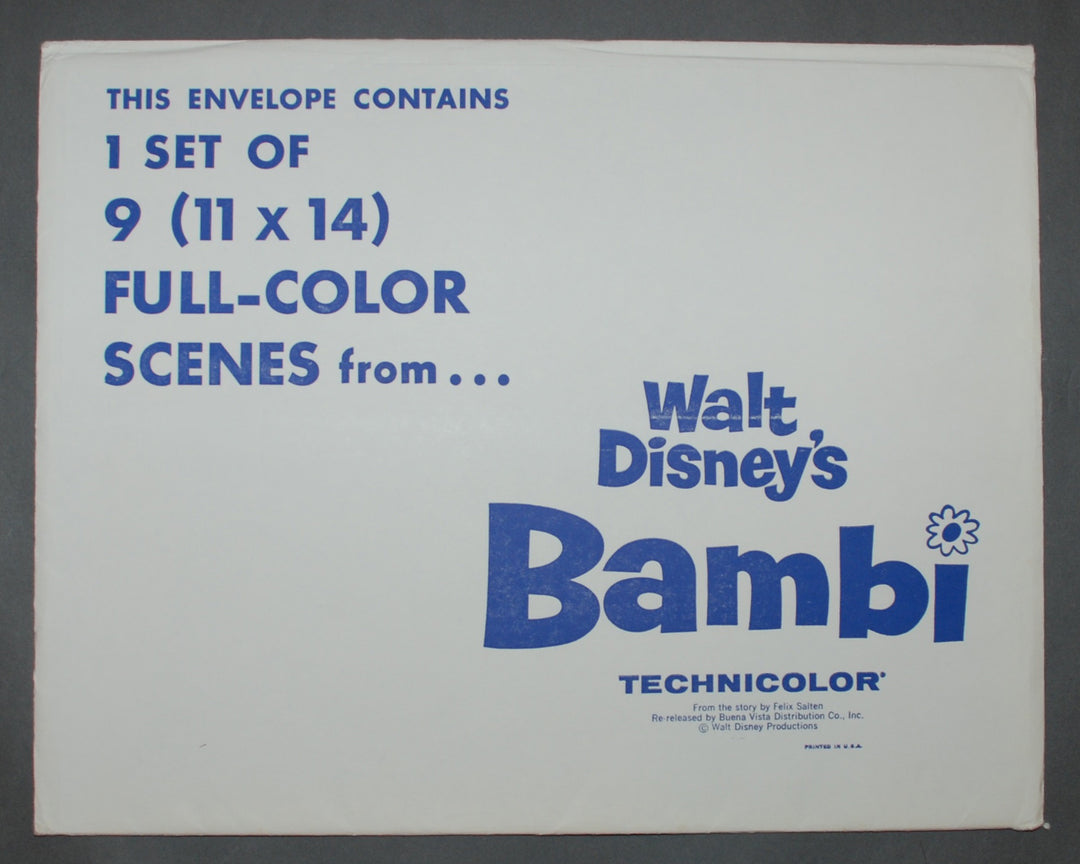 THIS ENVELOPE CONTAINS
1 SET OF
9 (11 x 14)
FULL-COLOR
SCENES from...
Walt
Disney's
Bambi
TECHNICOLOR®
From the story by Felix Salten
Re-released by Buena Vista Distribution Co., Inc.
© Walt Disney Productions
PRINTED IN U.S.A.